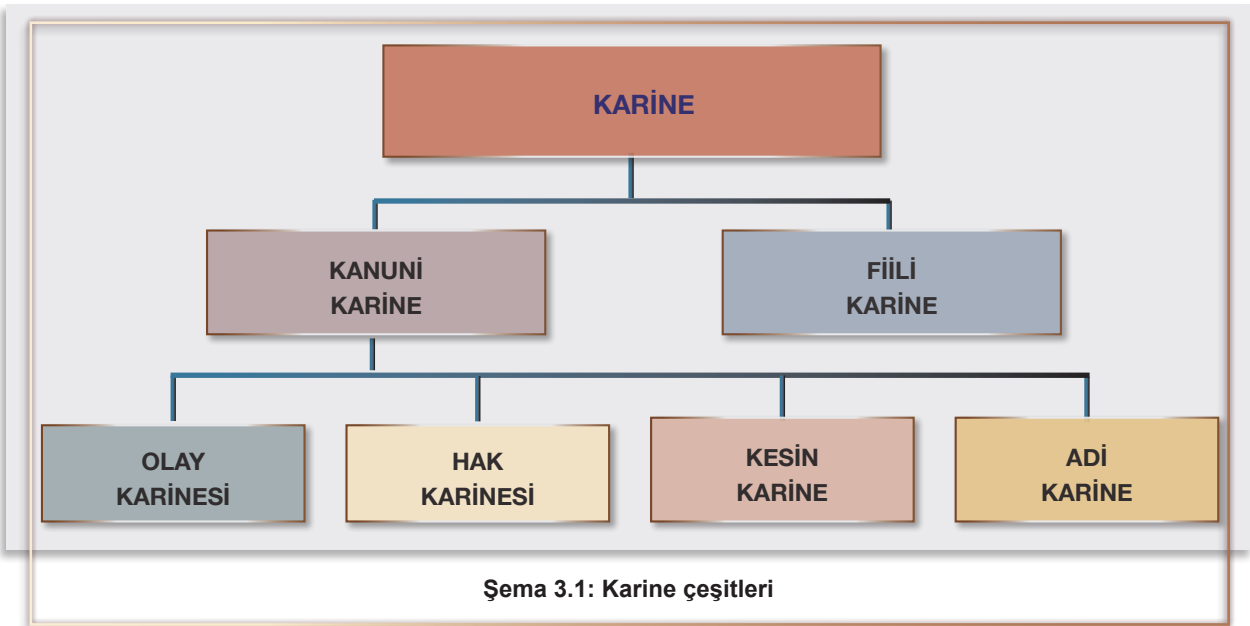 KARİNE
KANUNİ
KARİNE
FİİLİ
KARİNE
OLAY
KARİNESİ
HAK
KARİNESİ
KESİN
KARİNE
ADİ
KARİNE
Şema 3.1: Karine çeşitleri